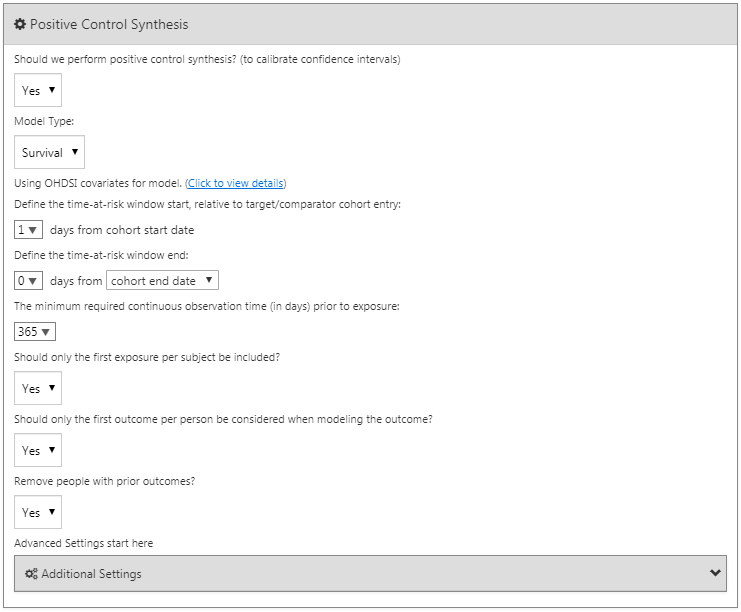 Positive Control Synthesis
Should we perform positive control synthesis? (to calibrate confidence intervals)
Yes
Model Type:
Survival
Using OHDSI covariates for model. (Click to view details)
Define the time-at-risk window start, relative to target/comparator cohort entry:
1 days from cohort start date
Define the time-at-risk window end:
0 days from cohort end date
The minimum required continuous observation time (in days) prior to exposure:
365
Should only the first exposure per subject be included?
Yes
Should only the first outcome per person be considered when modeling the outcome?
Yes
Remove people with prior outcomes?
Yes
Advanced Settings start here
Additional Settings